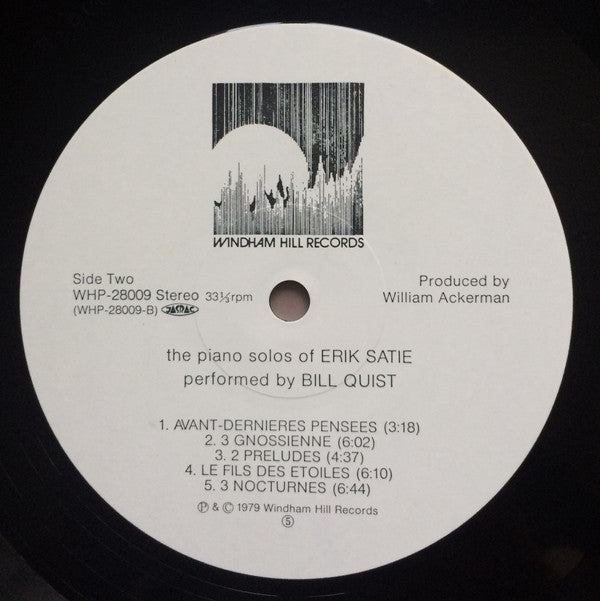 WINDHAM HILL RECORDS
Side Two
WHP-28009 Stereo 33⅓rpm
(WHP-28009-B) JASRAC
Produced by
William Ackerman
the piano solos of ERIK SATIE
performed by BILL QUIST
1. AVANT-DERNIERES PENSEES (3:18)
2. 3 GNOSSIENNE (6:02)
3. 2 PRELUDES (4:37)
4. LE FILS DES ETOILES (6:10)
5. 3 NOCTURNES (6:44)
Ⓟ & © 1979 Windham Hill Records
⑤